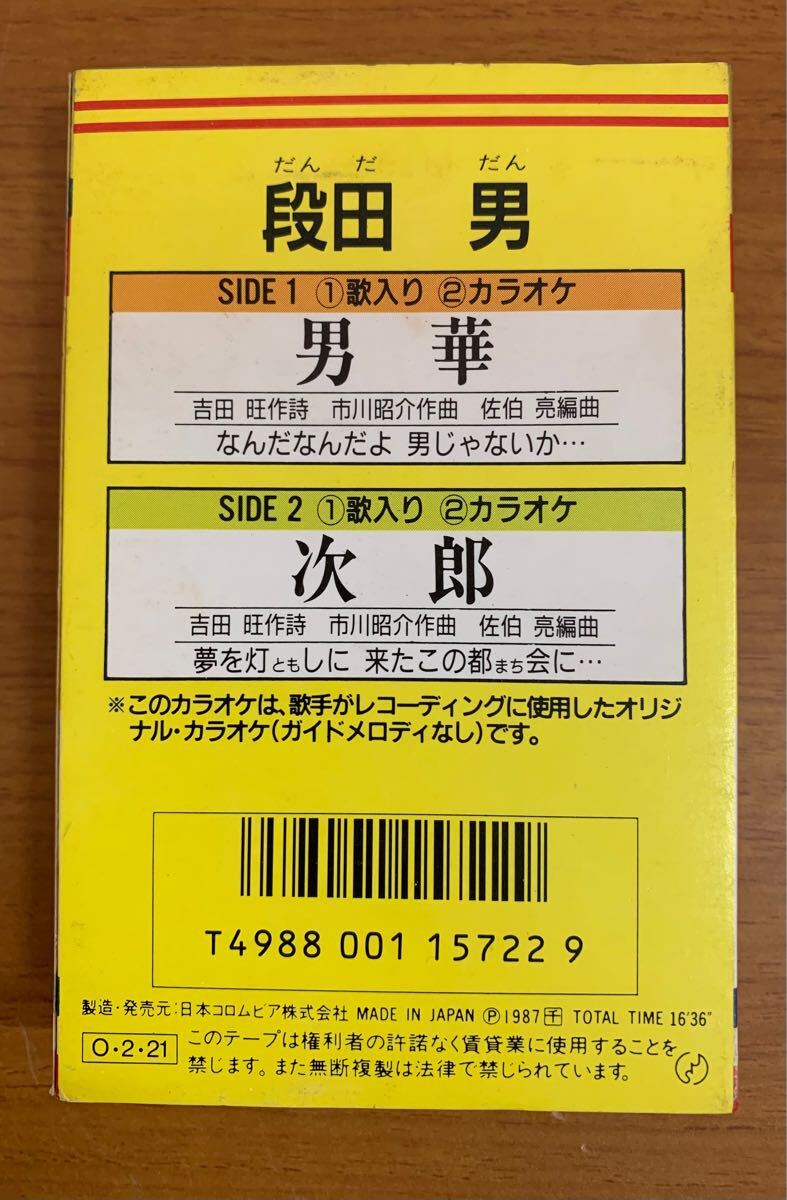 だん だ だん
段田 男
SIDE 1 ①歌入り ②カラオケ
男 華
吉田 旺作詩 市川昭介作曲 佐伯 亮編曲
なんだなんだよ 男じゃないか…
SIDE 2 ①歌入り ②カラオケ
次 郎
吉田 旺作詩 市川昭介作曲 佐伯 亮編曲
夢を灯ともしに 来たこの都まち会に…
※このカラオケは、歌手がレコーディングに使用したオリジ
ナル・カラオケ(ガイドメロディなし)です。
T4988 001 15722 9
製造・発売元:日本コロムビア株式会社 MADE IN JAPAN Ⓟ1987 千 TOTAL TIME 16'36"
O・2・21
このテープは権利者の許諾なく賃貸業に使用することを
禁じます。また無断複製は法律で禁じられています。